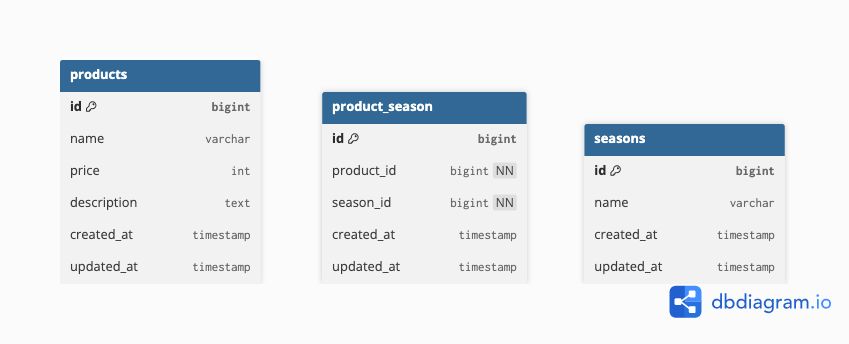 products
id bigint
name varchar
price int
description text
created_at timestamp
updated_at timestamp
product_season
id bigint
product_id bigint NN
season_id bigint NN
created_at timestamp
updated_at timestamp
seasons
id bigint
name varchar
created_at timestamp
updated_at timestamp
dbdiagram.io